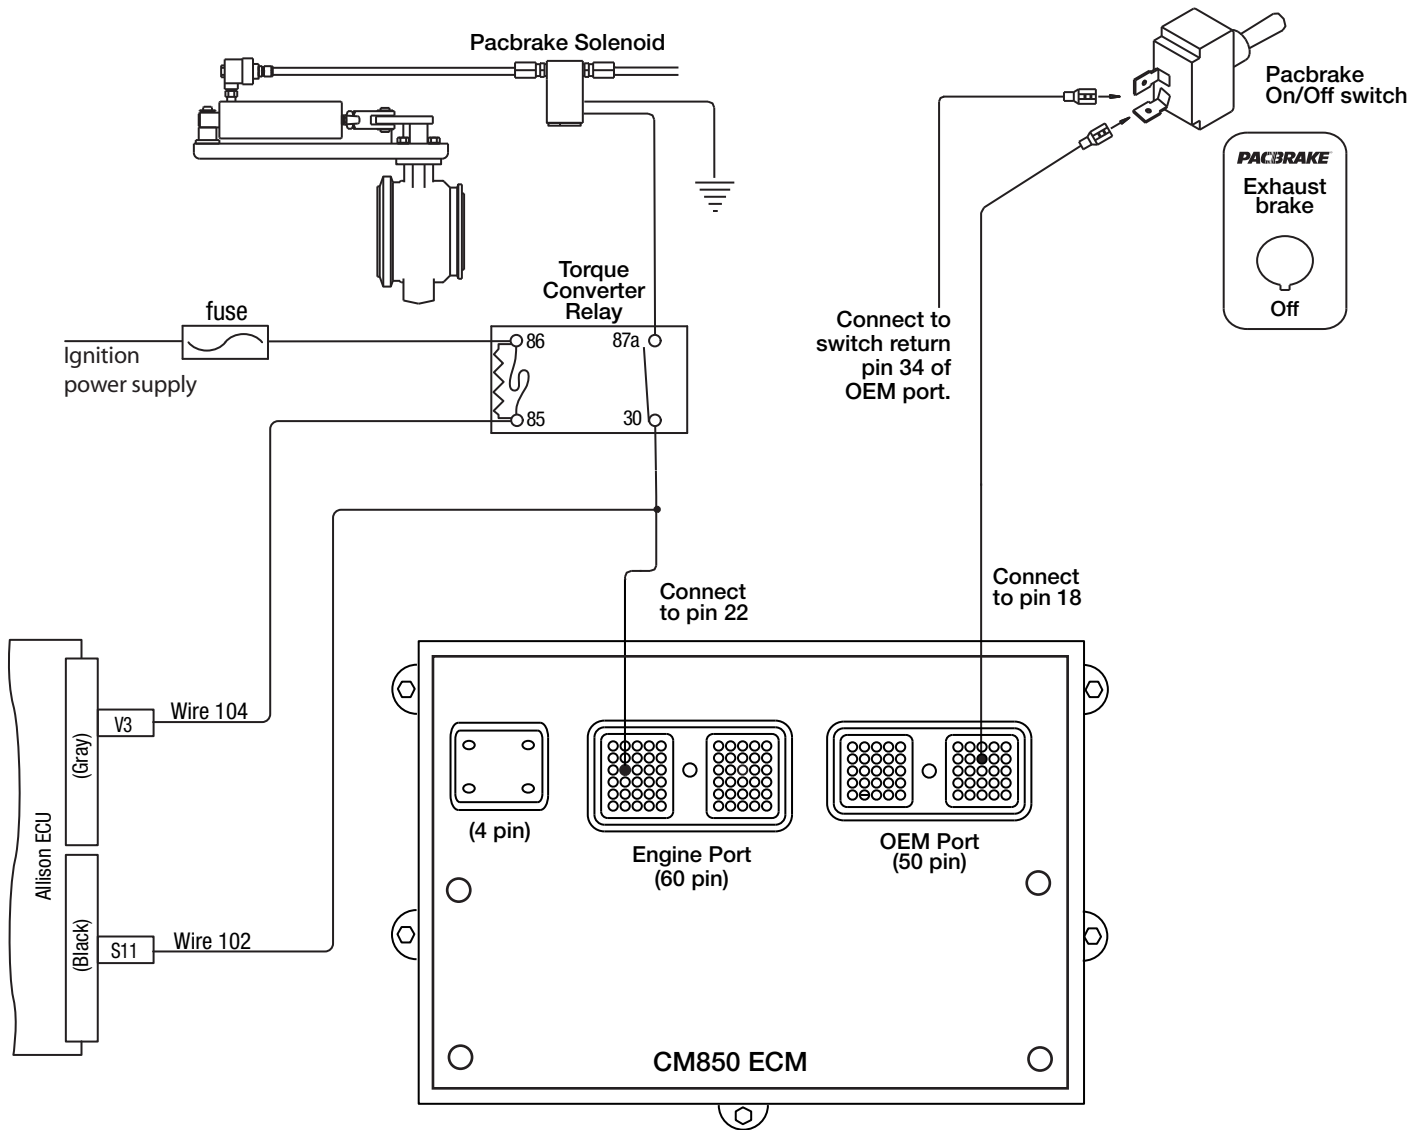 Pacbrake Solenoid
Pacbrake
On/Off switch
PACBRAKE
Exhaust
brake
Off
Torque
Converter
Relay
fuse
Ignition
power supply
86
87a
85
30
Connect to
switch return
pin 34 of
OEM port.
Connect
to pin 22
Connect
to pin 18
Allison ECU
(Gray)
V3
Wire 104
(Black)
S11
Wire 102
(4 pin)
Engine Port
(60 pin)
OEM Port
(50 pin)
CM850 ECM